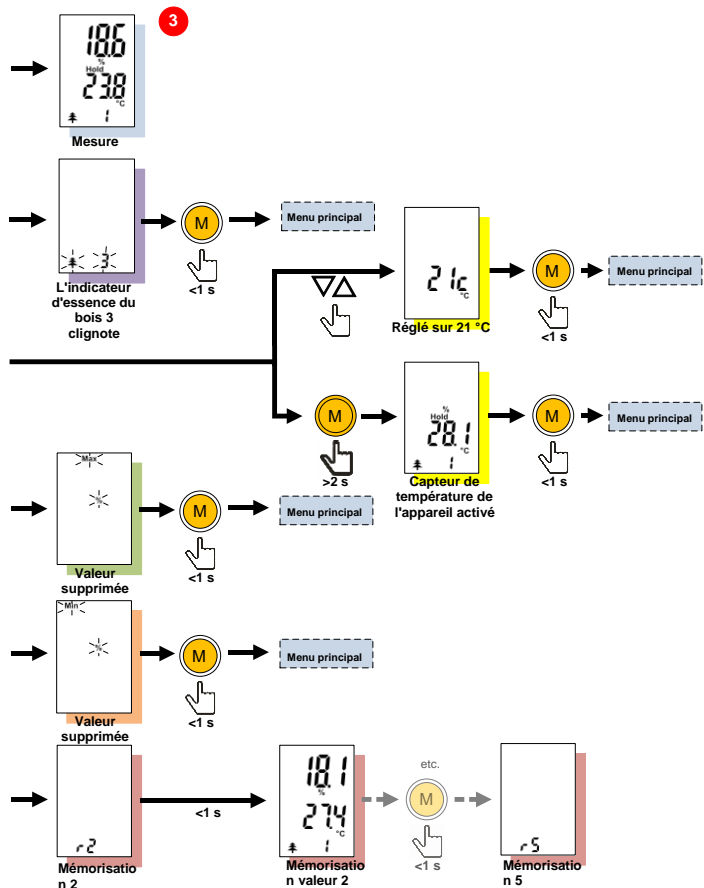 3
18.6
%
Hold
23.8
°C
1
Mesure
3
M
<1 s
Menu principal
L'indicateur
d'essence du
bois 3
clignote
21c
°C
Réglé sur 21 °C
M
<1 s
Menu principal
M
>2 s
%
Hold
28.1
°C
1
Capteur de
température de
l'appareil activé
M
<1 s
Menu principal
Max
%
Valeur
supprimée
M
<1 s
Menu principal
Min
%
Valeur
supprimée
M
<1 s
Menu principal
r2
Mémorisatio
n 2
<1 s
18.1
%
27.4
°C
1
Mémorisatio
n valeur 2
etc.
M
<1 s
r5
Mémorisatio
n 5